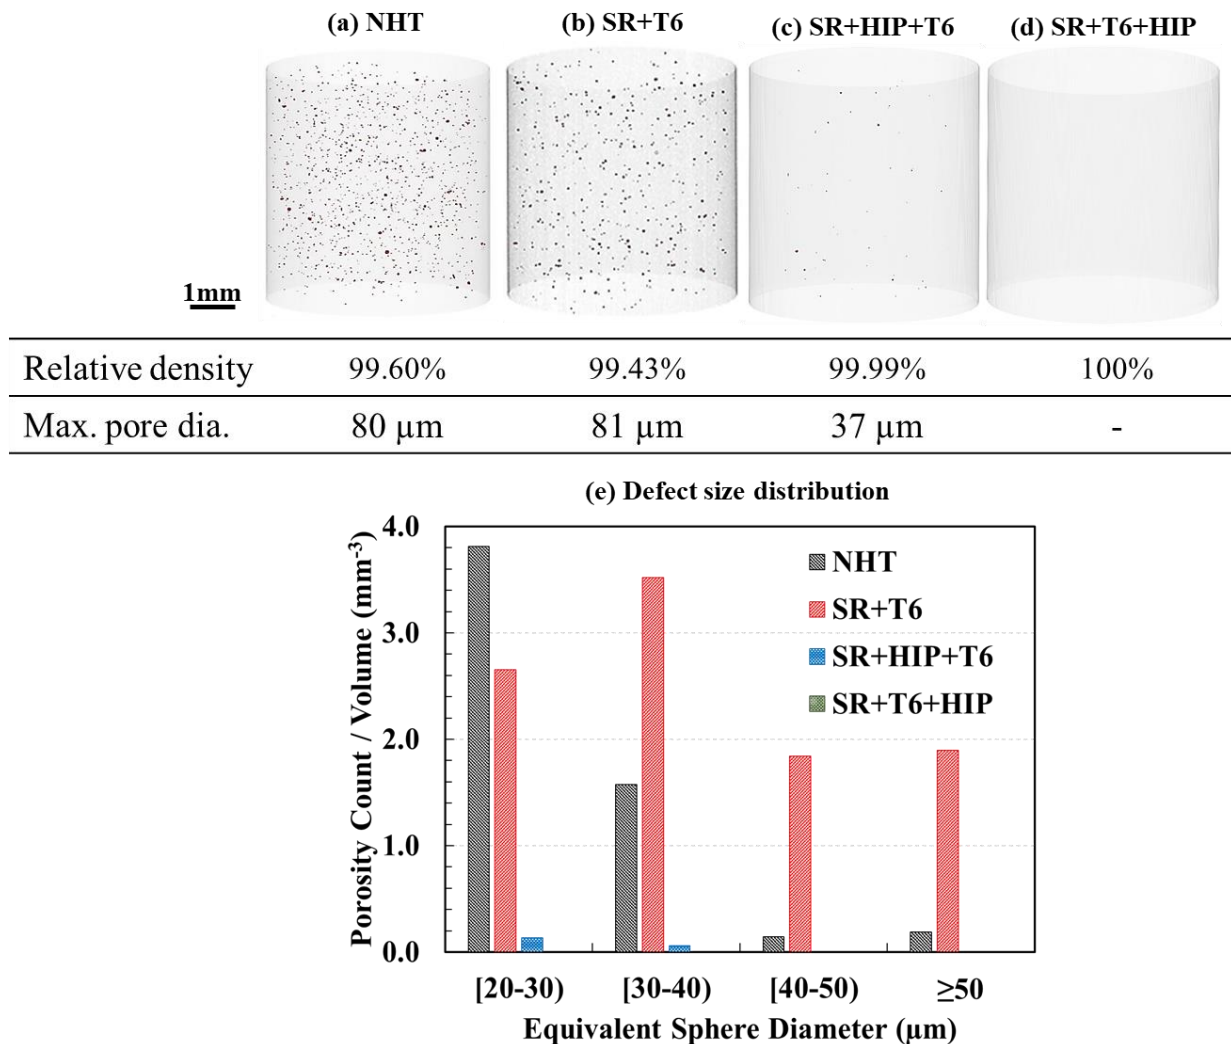 (a) NHT (b) SR+T6 (c) SR+HIP+T6 (d) SR+T6+HIP
1mm
Relative density 99.60% 99.43% 99.99% 100%
Max. pore dia. 80 µm 81 µm 37 µm -
(e) Defect size distribution
Porosity Count / Volume (mm⁻³)
4.0
3.0
2.0
1.0
0.0
NHT
SR+T6
SR+HIP+T6
SR+T6+HIP
[20-30) [30-40) [40-50) ≥50
Equivalent Sphere Diameter (µm)